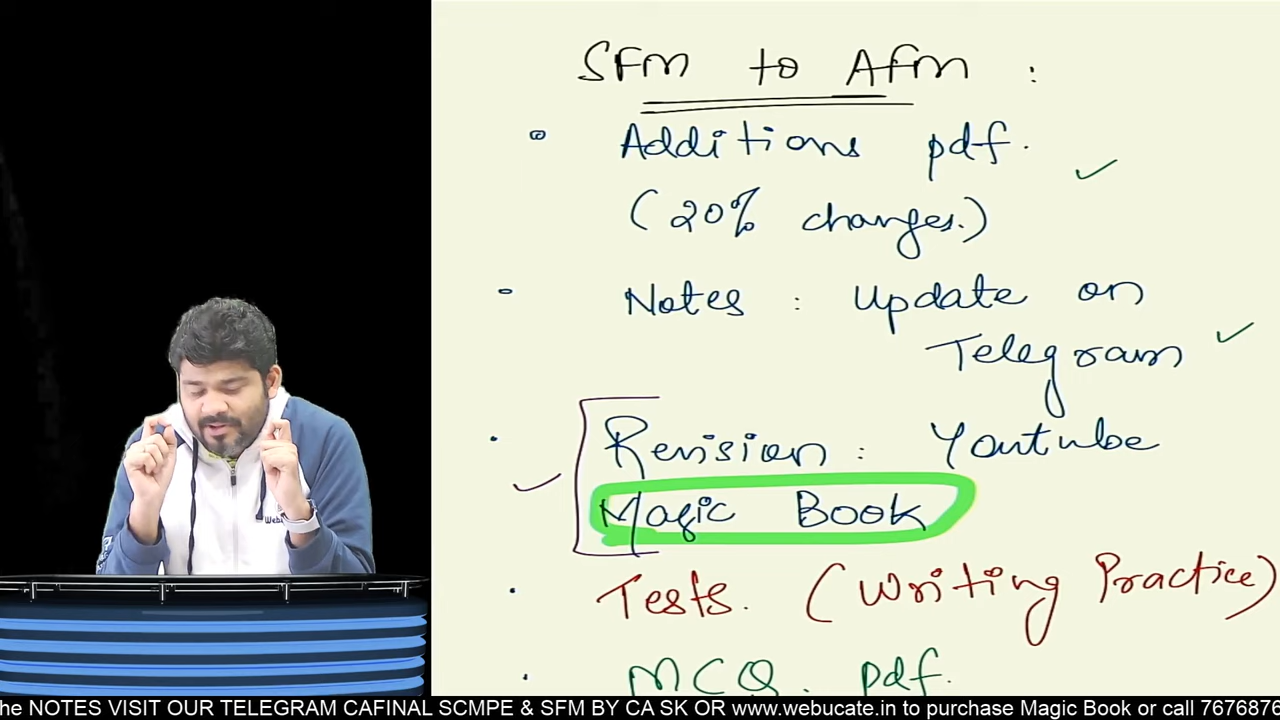 SFM to AFM :
Additions pdf.
(20% changes.)
Notes : Update on
Telegram
Revision : Youtube
Magic Book
Tests. (Writing Practice)
MCQ. pdf.
he NOTES VISIT OUR TELEGRAM CAFINAL SCMPE & SFM BY CA SK OR www.webucate.in to purchase Magic Book or call 7676876